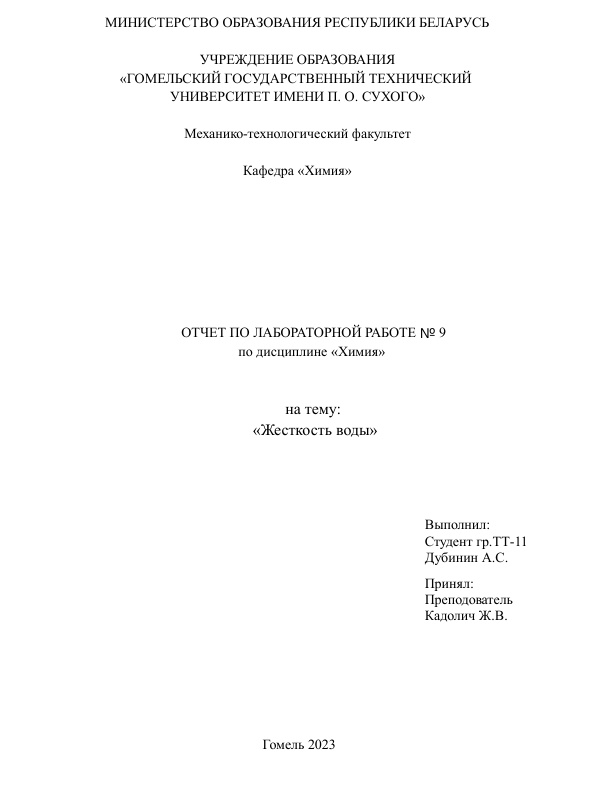 МИНИСТЕРСТВО ОБРАЗОВАНИЯ РЕСПУБЛИКИ БЕЛАРУСЬ
УЧРЕЖДЕНИЕ ОБРАЗОВАНИЯ
«ГОМЕЛЬСКИЙ ГОСУДАРСТВЕННЫЙ ТЕХНИЧЕСКИЙ
УНИВЕРСИТЕТ ИМЕНИ П. О. СУХОГО»
Механико-технологический факультет
Кафедра «Химия»
ОТЧЕТ ПО ЛАБОРАТОРНОЙ РАБОТЕ № 9
по дисциплине «Химия»
на тему:
«Жесткость воды»
Выполнил:
Студент гр.ТТ-11
Дубинин А.С.
Принял:
Преподователь
Кадолич Ж.В.
Гомель 2023